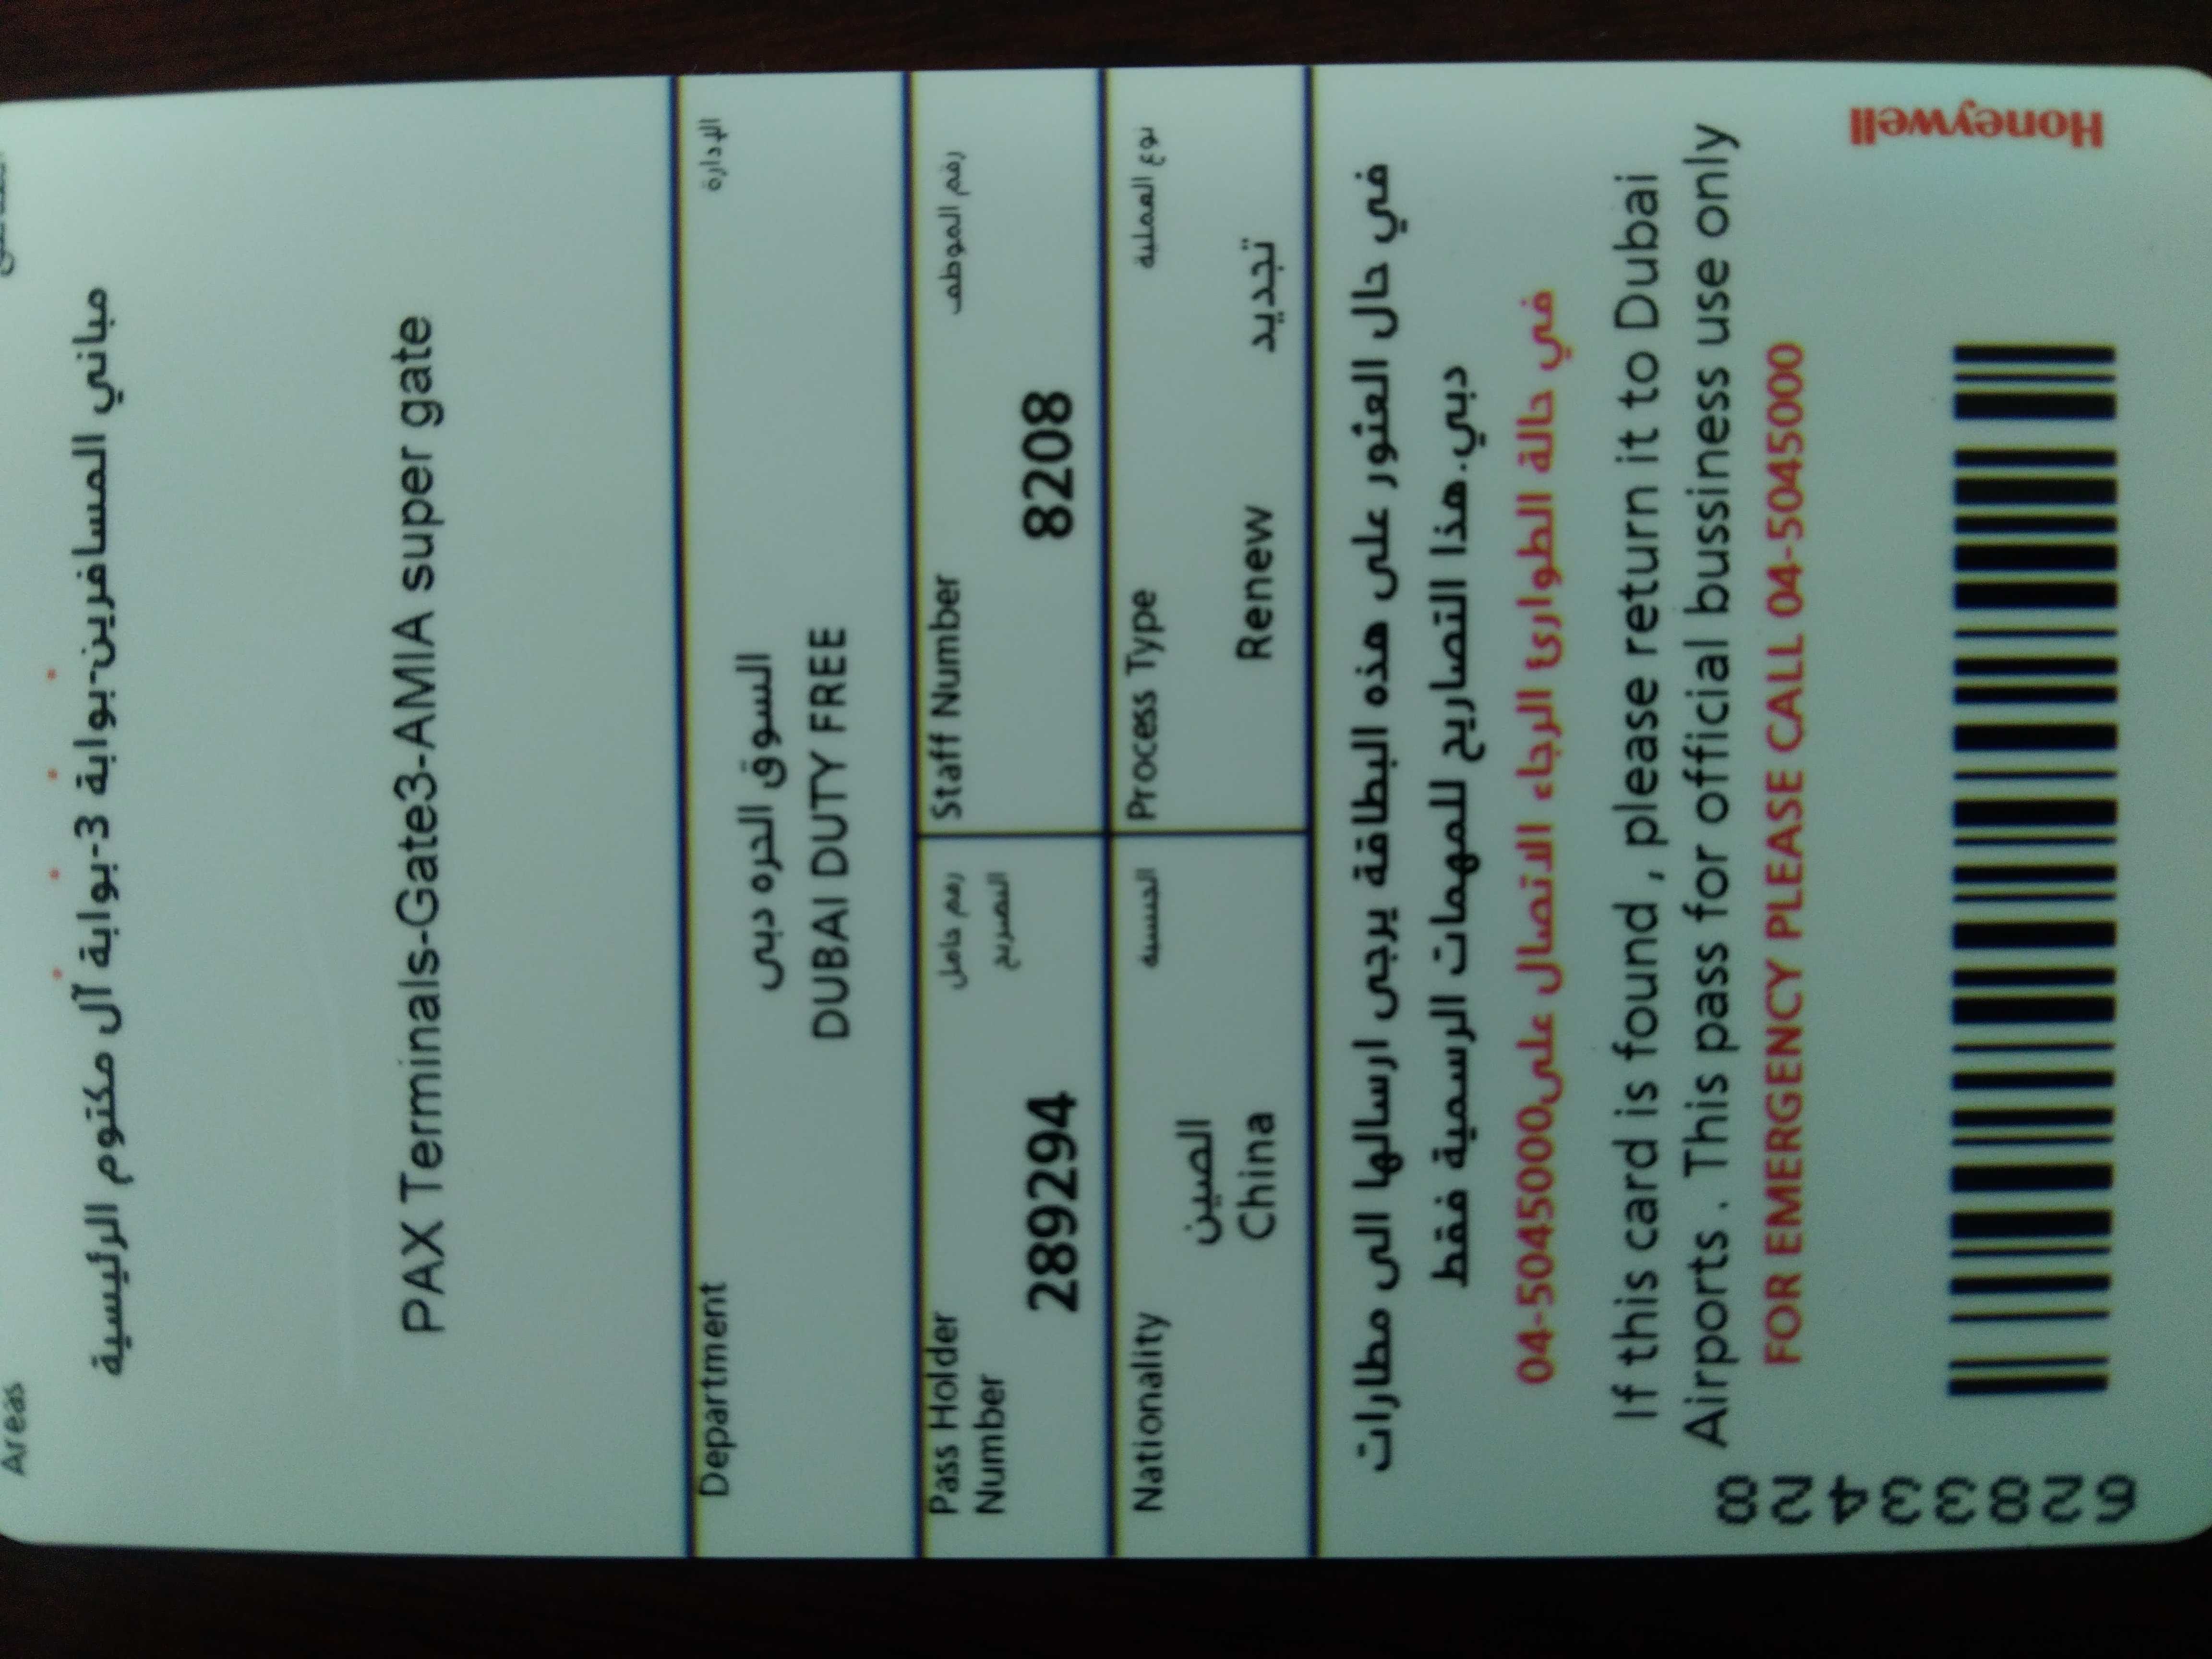 Areas
مباني المسافرين-بوابة 3-بوابة آل مكتوم الرئيسية
PAX Terminals-Gate3-AMIA super gate
Department الإدارة
السوق الحره دبى
DUBAI DUTY FREE
Pass Holder Number رقم حامل التصريح
289294
Staff Number رقم الموظف
8208
Nationality الجنسية
الصين
China
Process Type نوع العملية
Renew تجديد
في حال العثور على هذه البطاقة يرجى ارسالها الى مطارات
دبي.هذا التصاريح للمهمات الرسمية فقط
في حالة الطوارئ الرجاء الاتصال على04-5045000
If this card is found , please return it to Dubai
Airports . This pass for official bussiness use only
FOR EMERGENCY PLEASE CALL 04-5045000
Honeywell